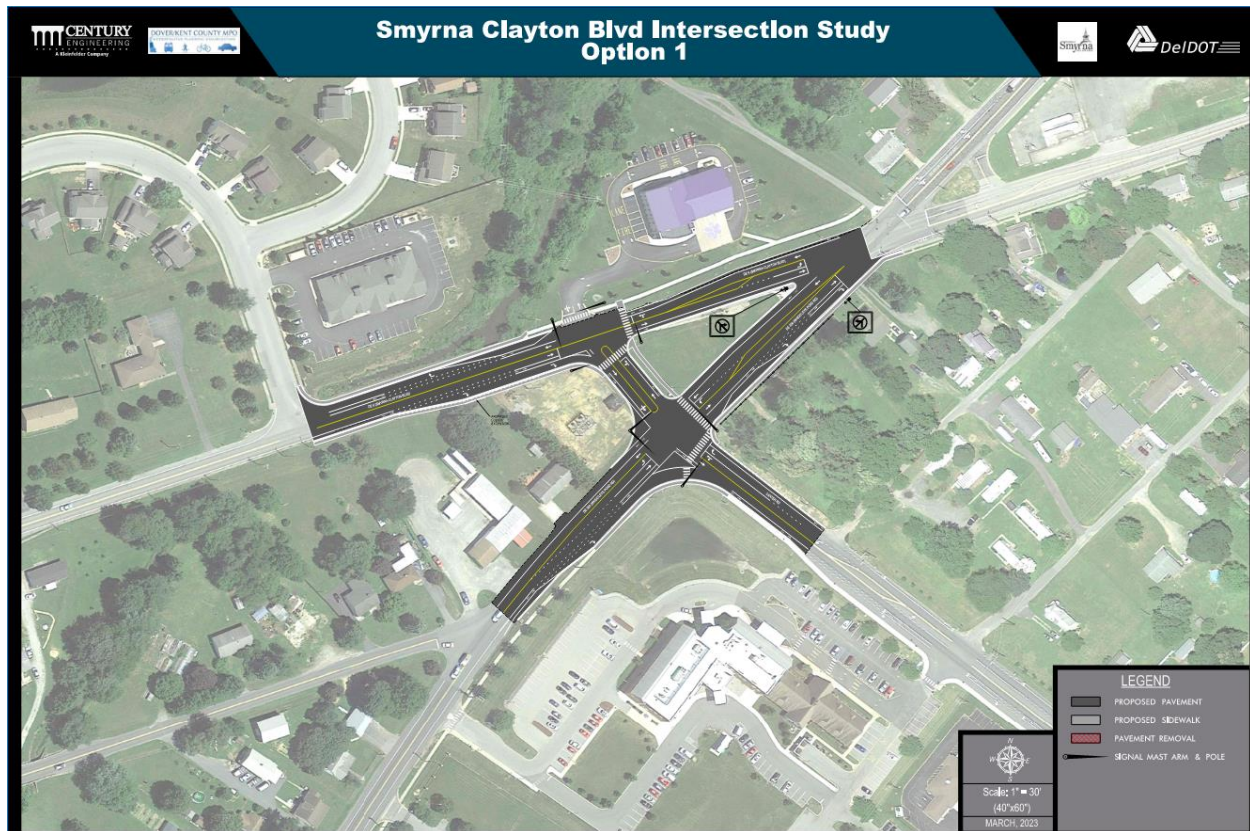 CENTURY
ENGINEERING
A Kleinfelder Company
DOVER/KENT COUNTY MPO
Smyrna Clayton Blvd Intersection Study
Option 1
Smyrna
DelDOT
LEGEND
PROPOSED PAVEMENT
PROPOSED SIDEWALK
PAVEMENT REMOVAL
SIGNAL MAST ARM & POLE
N
W
E
S
Scale: 1" = 30'
(40"x60")
MARCH, 2023